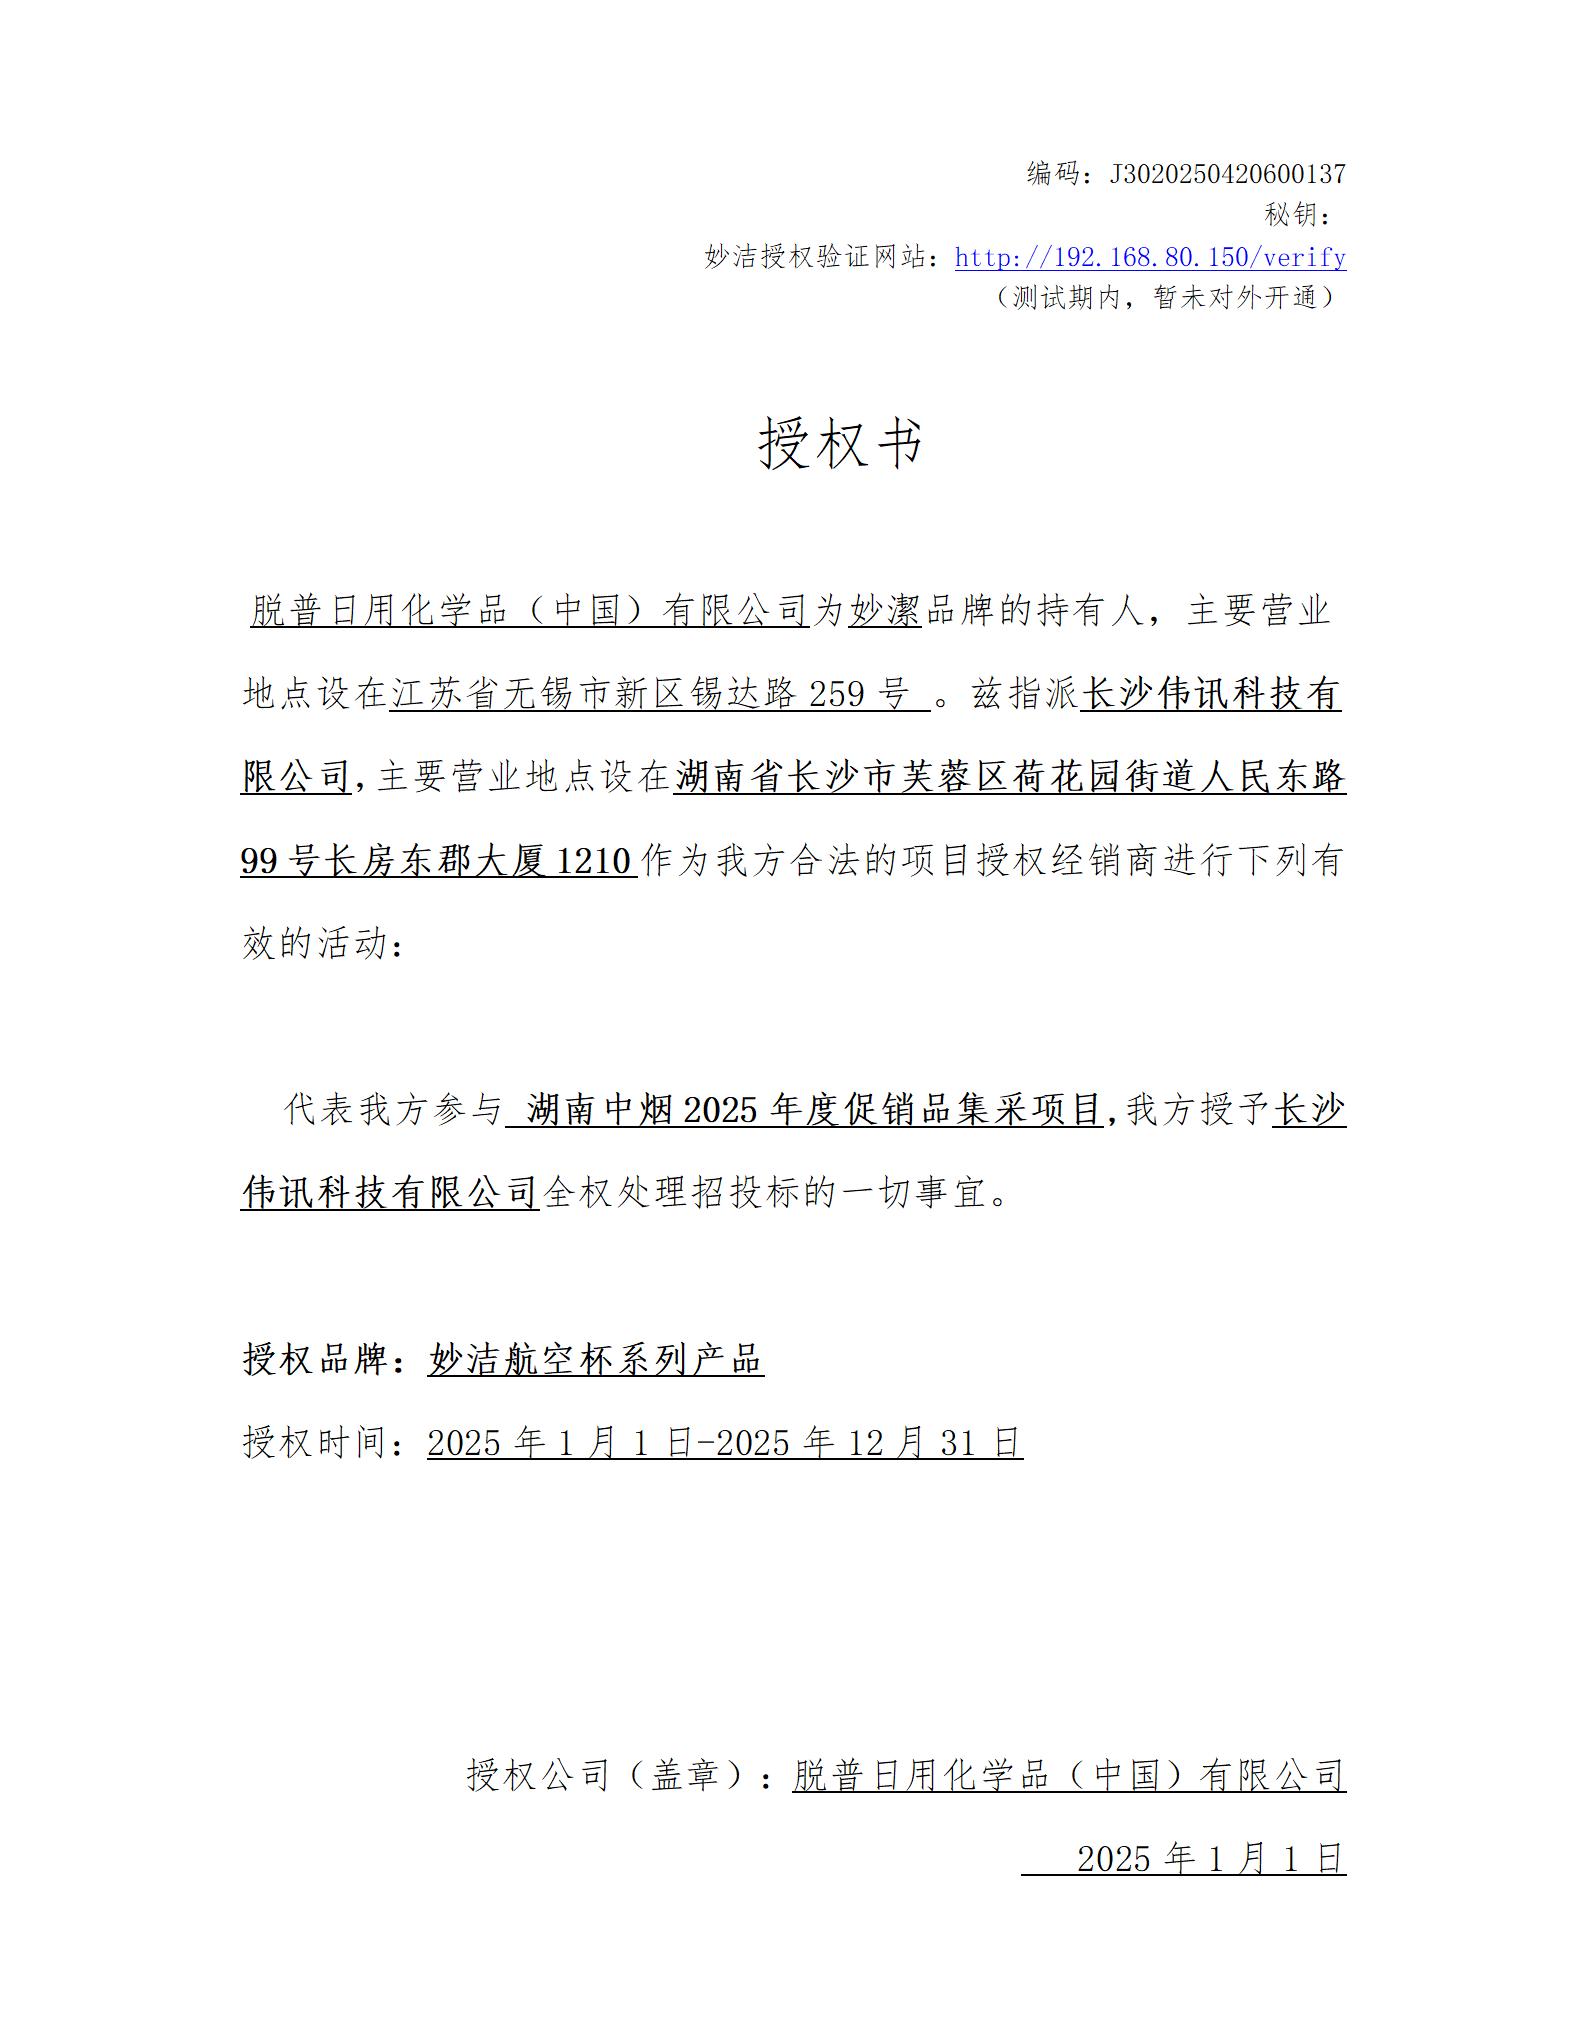 编码：J3020250420600137
秘钥：
妙洁授权验证网站：http://192.168.80.150/verify
（测试期内，暂未对外开通）
授权书
脱普日用化学品（中国）有限公司为妙潔品牌的持有人，主要营业
地点设在江苏省无锡市新区锡达路 259 号 。兹指派长沙伟讯科技有
限公司,主要营业地点设在湖南省长沙市芙蓉区荷花园街道人民东路
99 号长房东郡大厦 1210 作为我方合法的项目授权经销商进行下列有
效的活动：
代表我方参与 湖南中烟 2025 年度促销品集采项目,我方授予长沙
伟讯科技有限公司全权处理招投标的一切事宜。
授权品牌：妙洁航空杯系列产品
授权时间：2025 年 1 月 1 日-2025 年 12 月 31 日
授权公司（盖章）：脱普日用化学品（中国）有限公司
2025 年 1 月 1 日